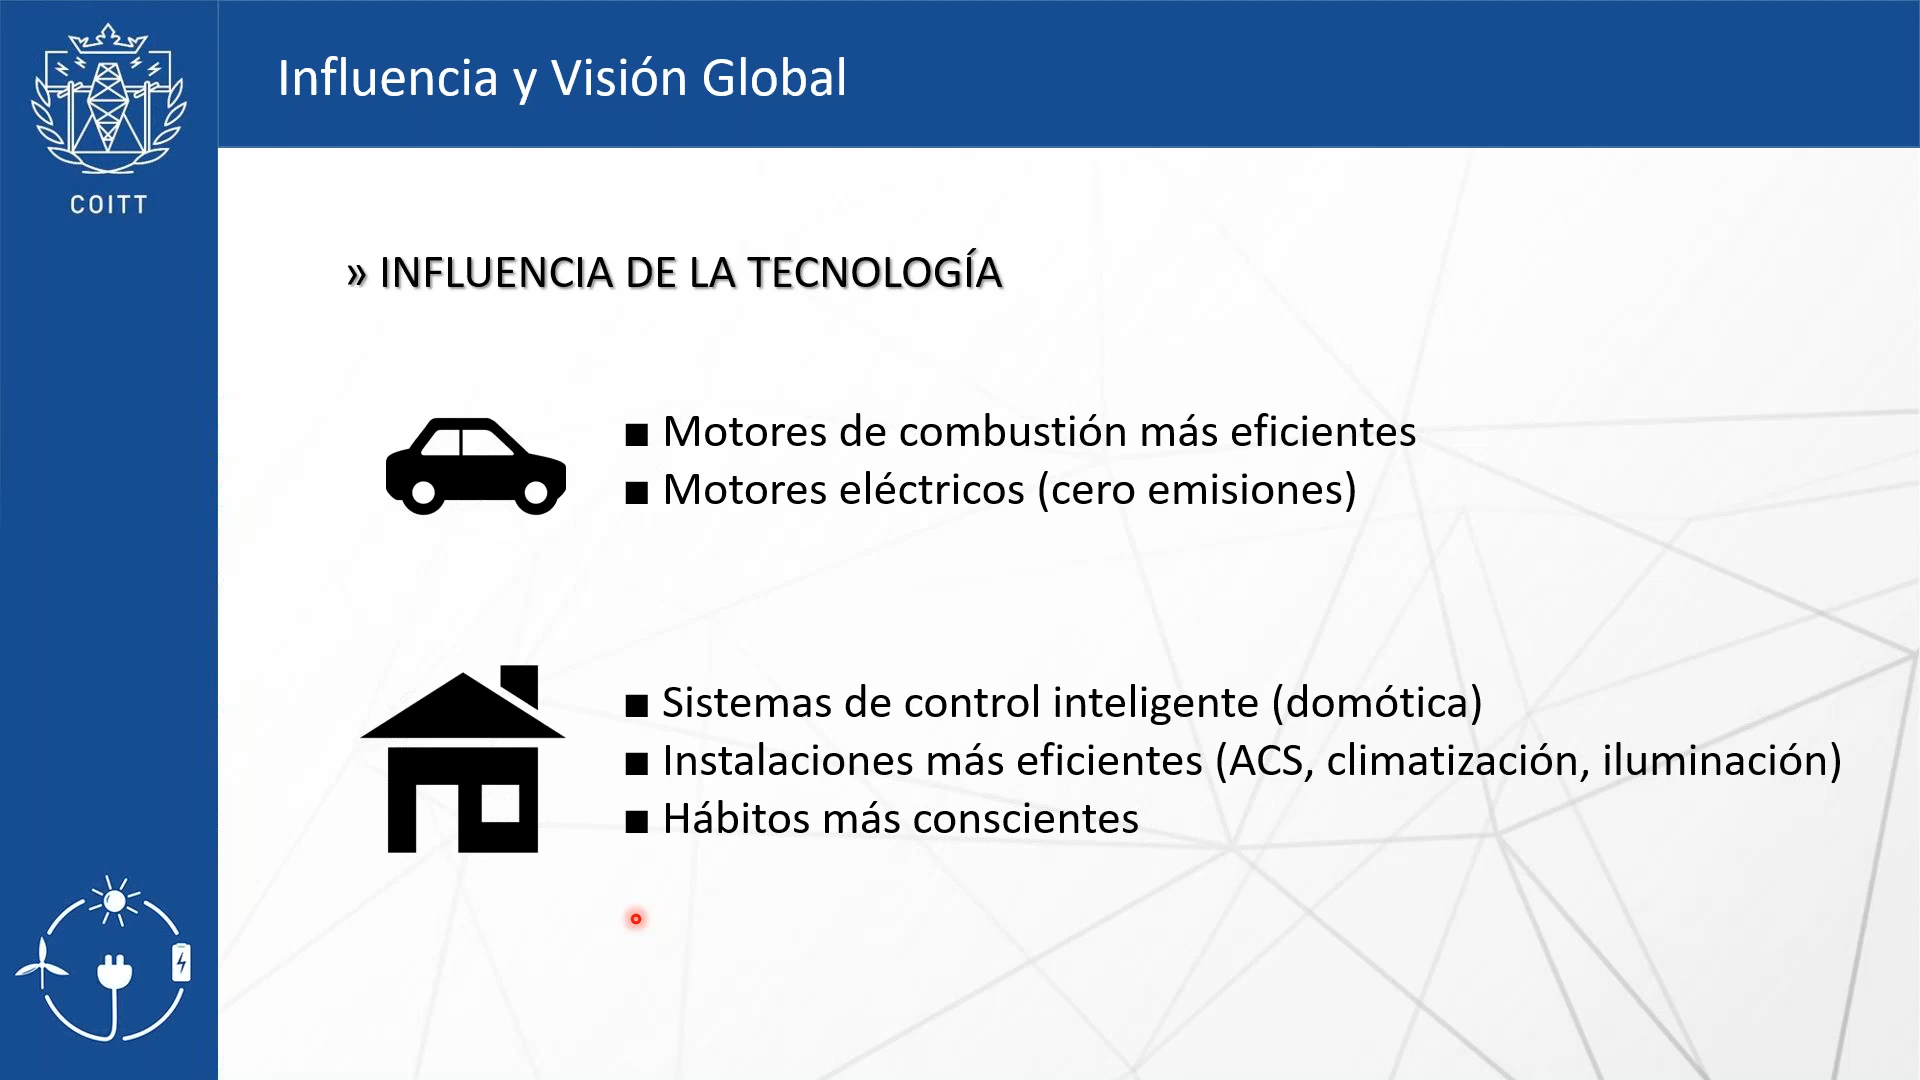 COITT
Influencia y Visión Global
» INFLUENCIA DE LA TECNOLOGÍA
■ Motores de combustión más eficientes
■ Motores eléctricos (cero emisiones)
■ Sistemas de control inteligente (domótica)
■ Instalaciones más eficientes (ACS, climatización, iluminación)
■ Hábitos más conscientes